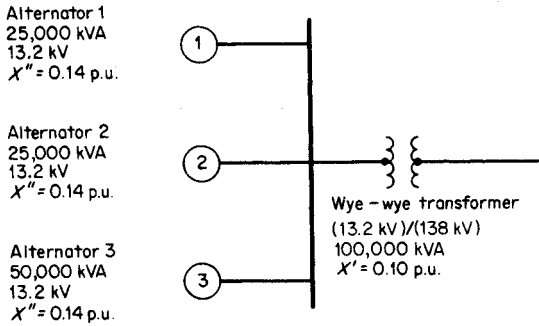 Alternator 1
25,000 kVA
13.2 kV
X″ = 0.14 p.u.
1
Alternator 2
25,000 kVA
13.2 kV
X″ = 0.14 p.u.
2
Wye – wye transformer
(13.2 kV)/(138 kV)
100,000 kVA
X′ = 0.10 p.u.
Alternator 3
50,000 kVA
13.2 kV
X″ = 0.14 p.u.
3